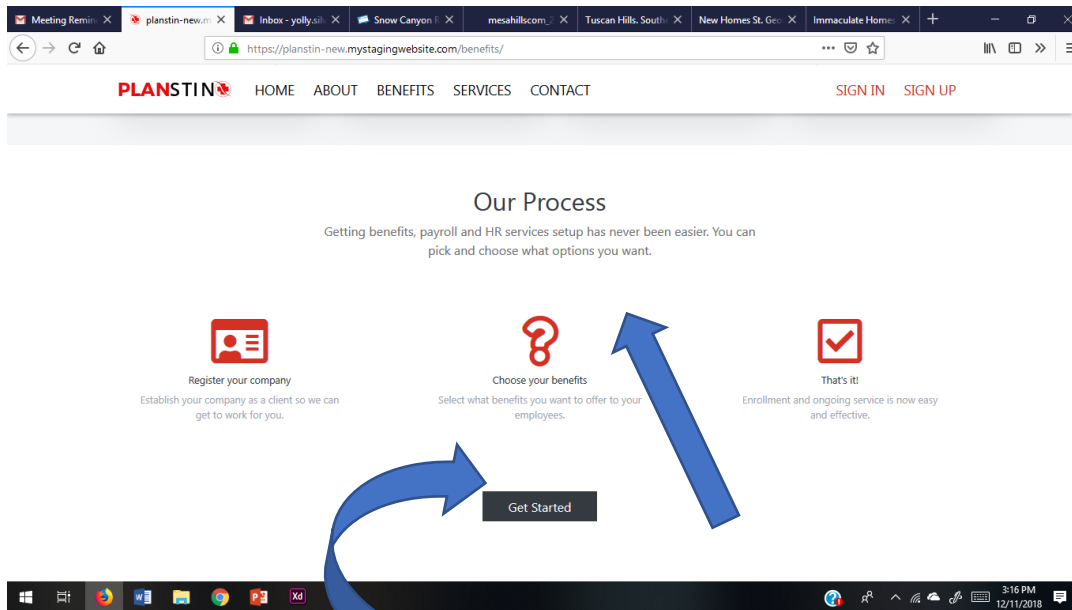 Meeting Remin
planstin-new.m
Inbox - yolly.sil
Snow Canyon R
mesahillscom_2
Tuscan Hills. South
New Homes St. Geo
Immaculate Homes
https://planstin-new.mystagingwebsite.com/benefits/
PLANSTIN
HOME ABOUT BENEFITS SERVICES CONTACT
SIGN IN SIGN UP
Our Process
Getting benefits, payroll and HR services setup has never been easier. You can
pick and choose what options you want.
Register your company
Establish your company as a client so we can
get to work for you.
Choose your benefits
Select what benefits you want to offer to your
employees.
That's it!
Enrollment and ongoing service is now easy
and effective.
Get Started
3:16 PM
12/11/2018